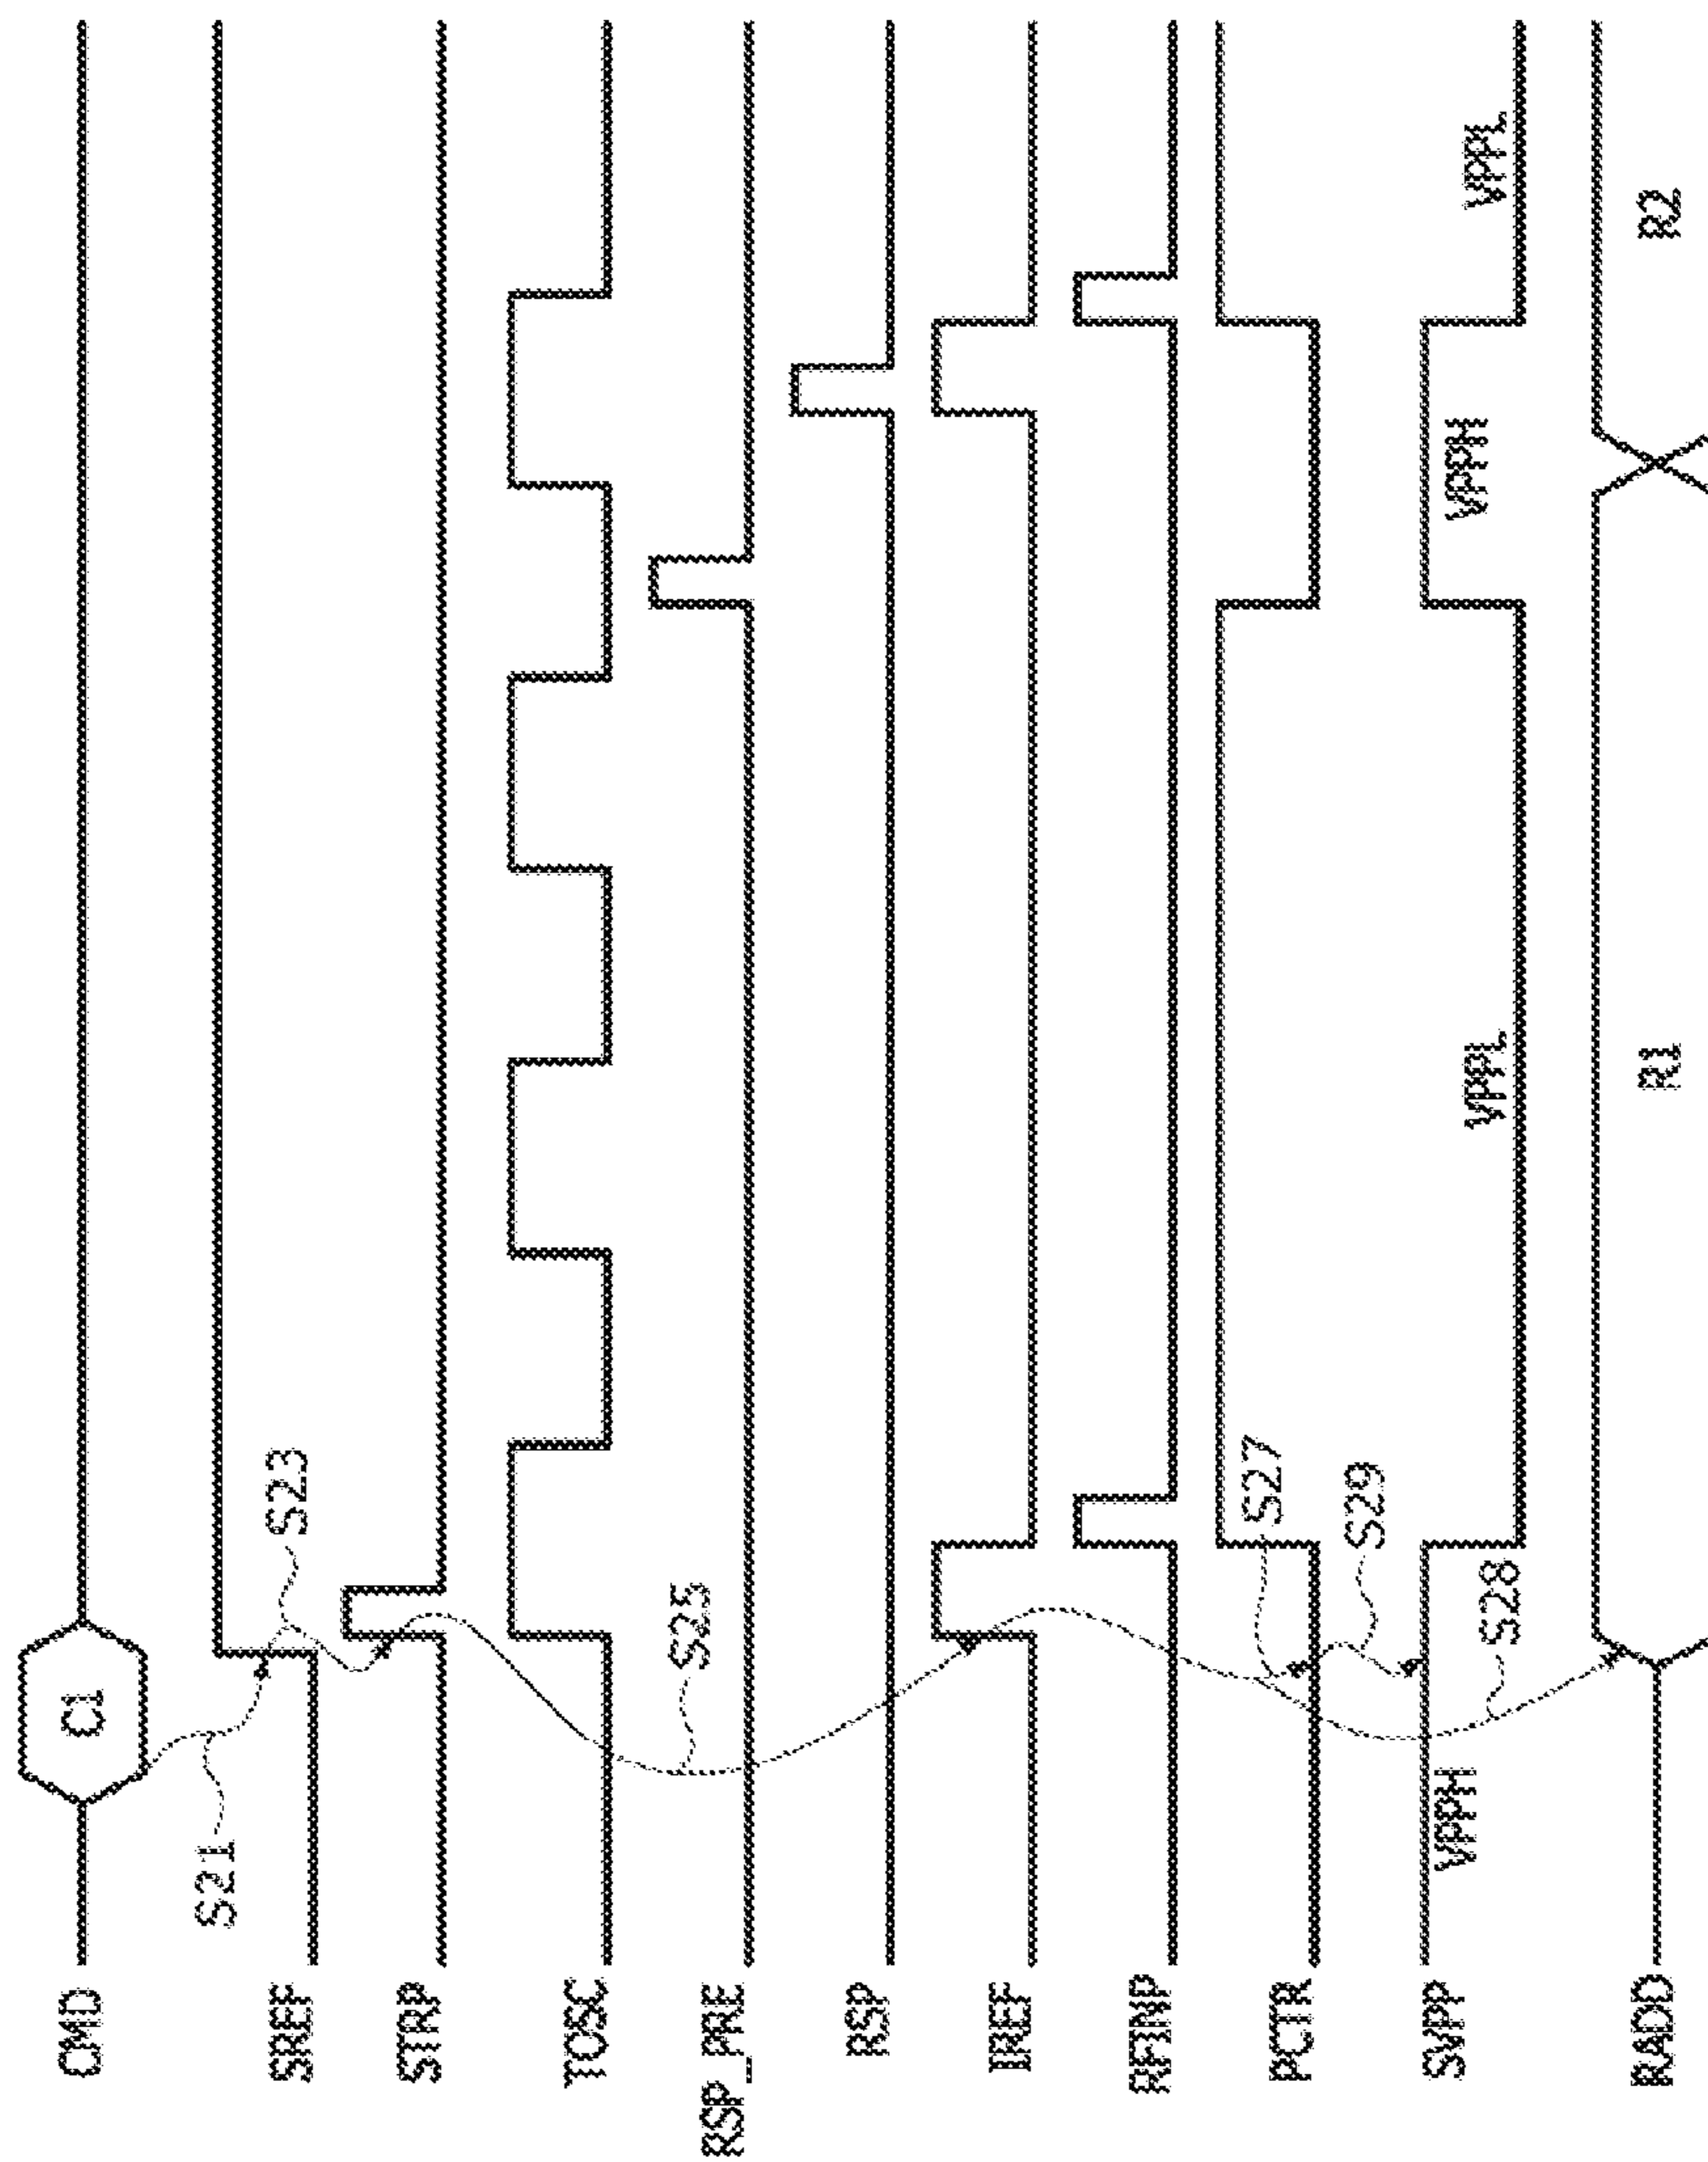 CMD
C1
S21
SREF
S23
STRP
TOSC
S25
RSP_PRE
RSP
IREF
RFINP
S27
PCTR
S29
SVPP
VPPH
VPPL
VPPH
VPPL
S28
RADD
R1
R2